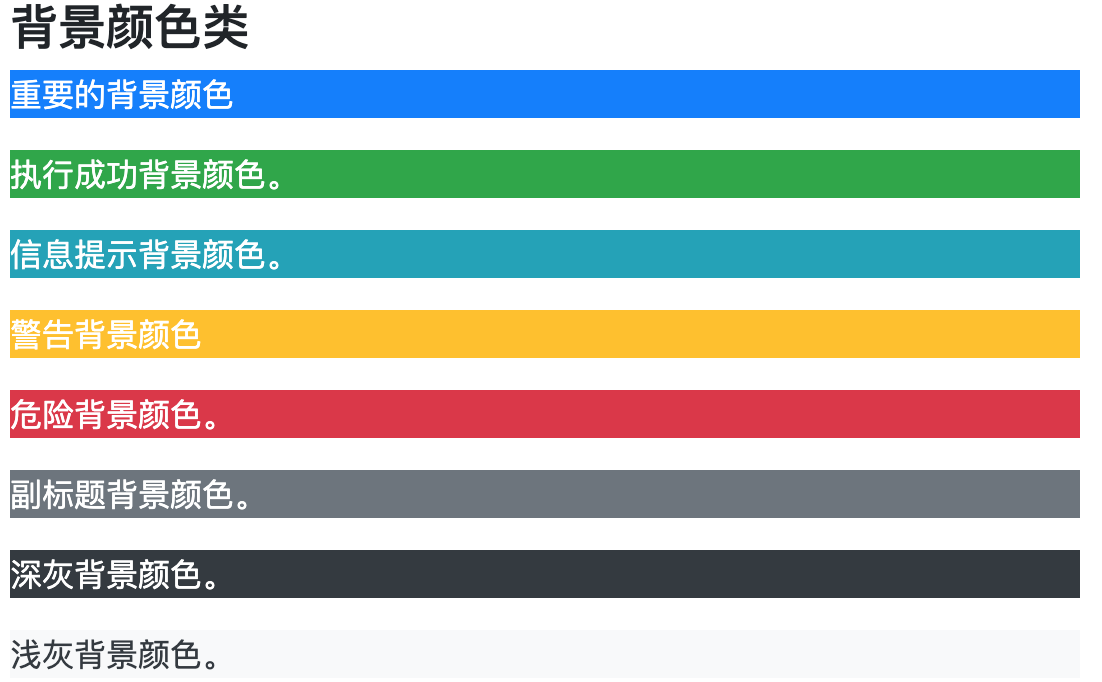 背景颜色类
重要的背景颜色
执行成功背景颜色。
信息提示背景颜色。
警告背景颜色
危险背景颜色。
副标题背景颜色。
深灰背景颜色。
浅灰背景颜色。